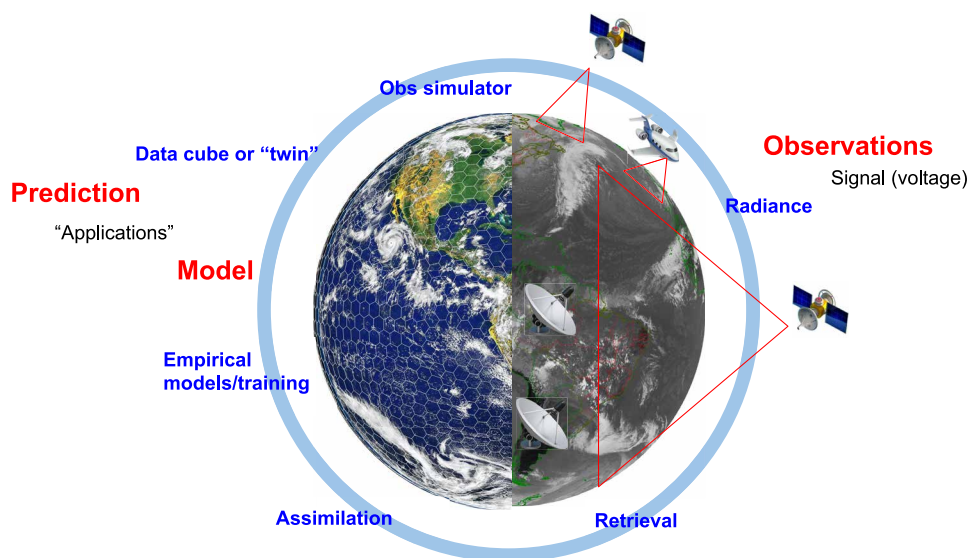 Obs simulator
Data cube or “twin”
Observations
Signal (voltage)
Prediction
Radiance
“Applications”
Model
Empirical
models/training
Assimilation
Retrieval